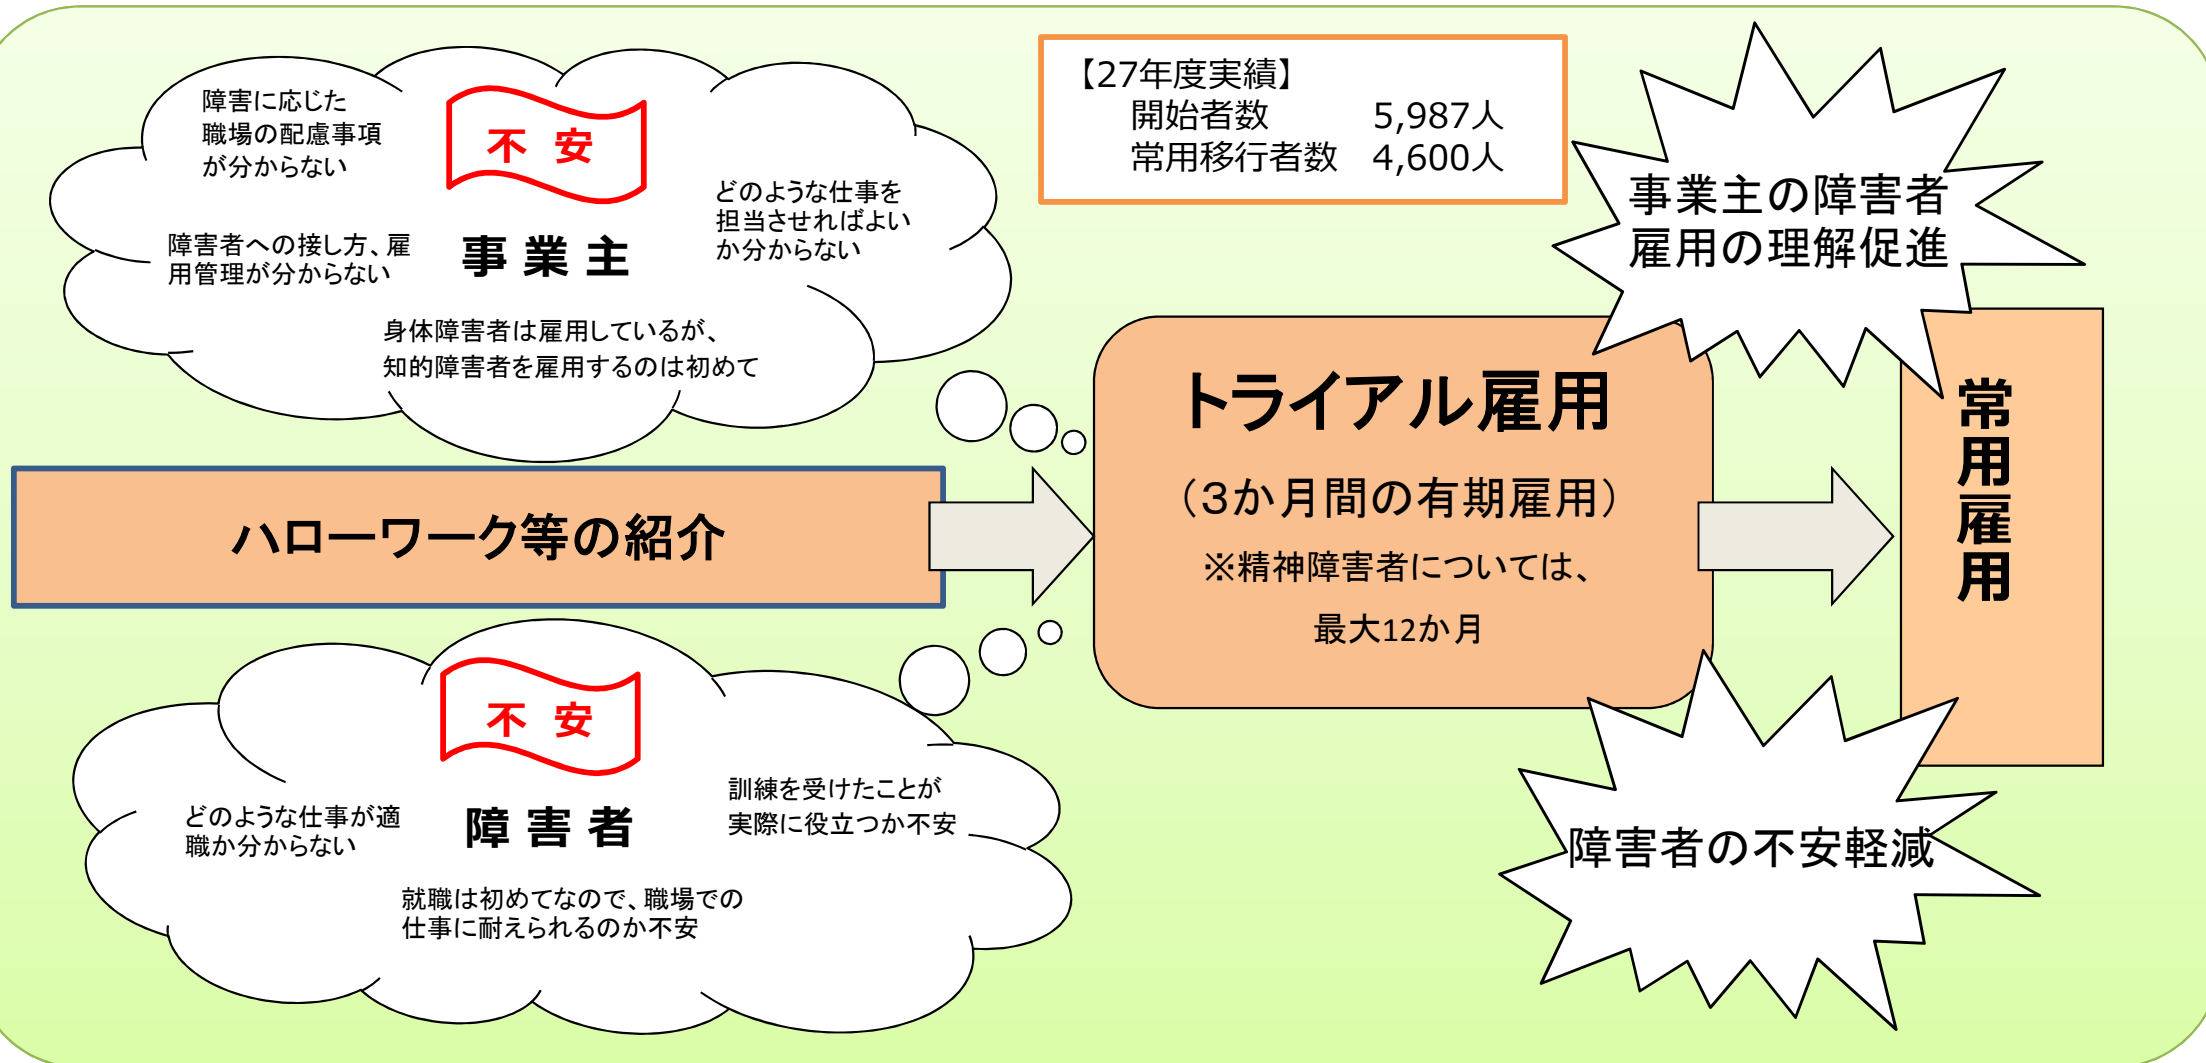 障害に応じた
職場の配慮事項
が分からない
不 安
どのような仕事を
担当させればよい
か分からない
障害者への接し方、雇
用管理が分からない
事 業 主
身体障害者は雇用しているが、
知的障害者を雇用するのは初めて
【27年度実績】
開始者数 5,987人
常用移行者数 4,600人
事業主の障害者
雇用の理解促進
ハローワーク等の紹介
トライアル雇用
（3か月間の有期雇用）
※精神障害者については、
最大12か月
常用雇用
不 安
障 害 者
どのような仕事が適
職か分からない
訓練を受けたことが
実際に役立つか不安
就職は初めてなので、職場での
仕事に耐えられるのか不安
障害者の不安軽減